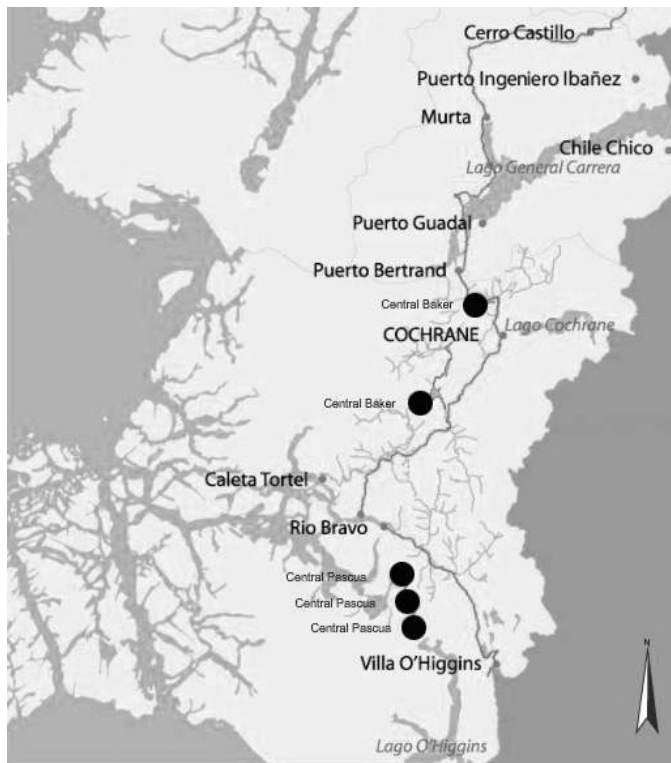 Cerro Castillo
Puerto Ingeniero Ibañez
Murta
Chile Chico
Lago General Carrera
Puerto Guadal
Puerto Bertrand
Central Baker
COCHRANE
Lago Cochrane
Central Baker
Caleta Tortel
Rio Bravo
Central Pascua
Central Pascua
Central Pascua
Villa O'Higgins
N
Lago O'Higgins